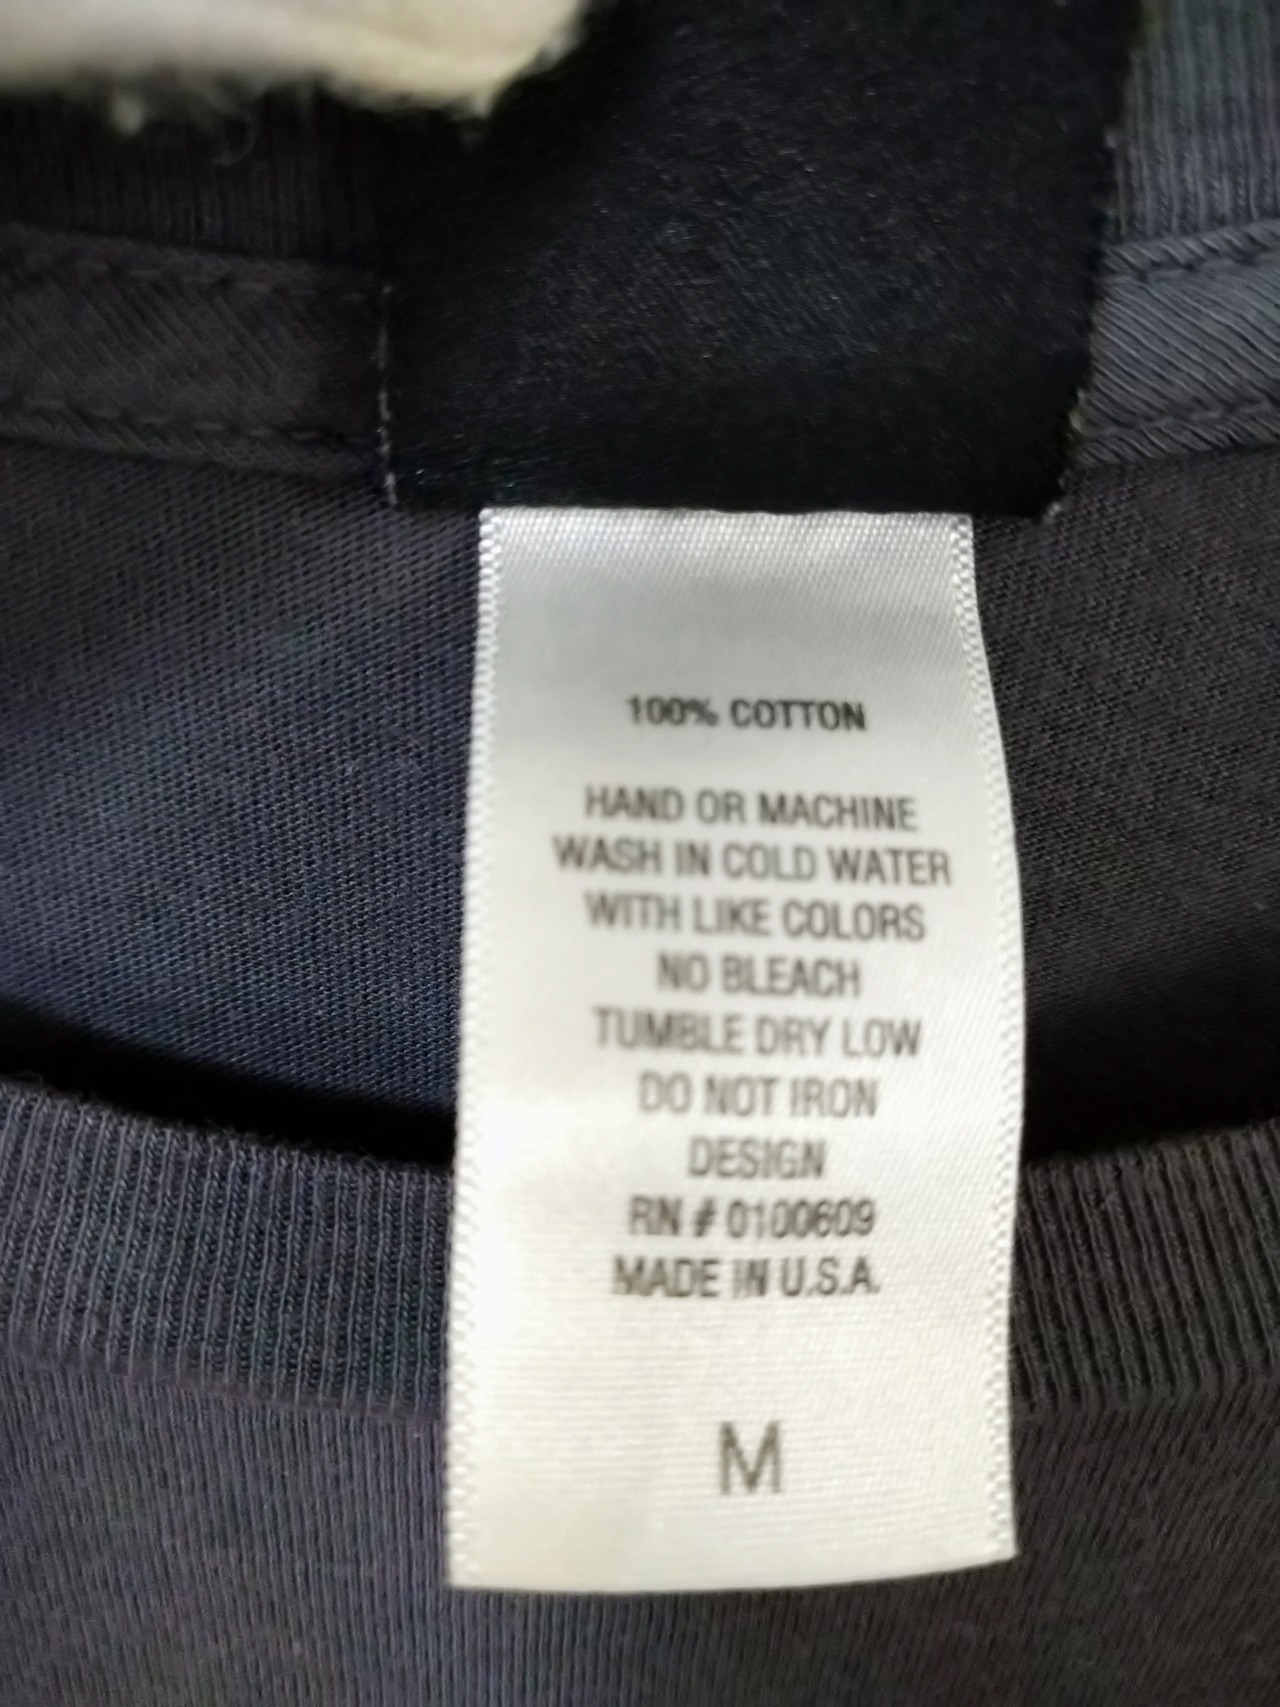 100% COTTON
HAND OR MACHINE
WASH IN COLD WATER
WITH LIKE COLORS
NO BLEACH
TUMBLE DRY LOW
DO NOT IRON
DESIGN
RN # 0100609
MADE IN U.S.A.
M